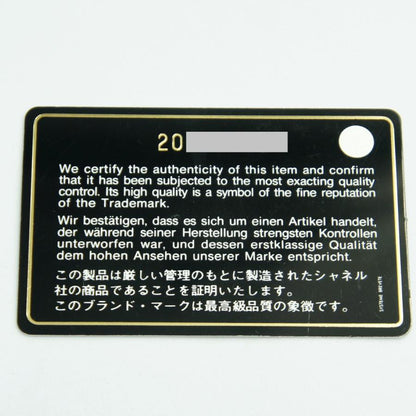 20
We certify the authenticity of this item and confirm
that it has been subjected to the most exacting quality
control. Its high quality is a symbol of the fine reputation
of the Trademark.
Wir bestätigen, dass es sich um einen Artikel handelt,
der während seiner Herstellung strengsten Kontrollen
unterworfen war, und dessen erstklassige Qualität
dem hohen Ansehen unserer Marke entspricht.
この製品は厳しい管理のもとに製造されたシャネル
社の商品であることを証明いたします。
このブランド・マークは最高級品質の象徴です。
SYSTEME BREVETE